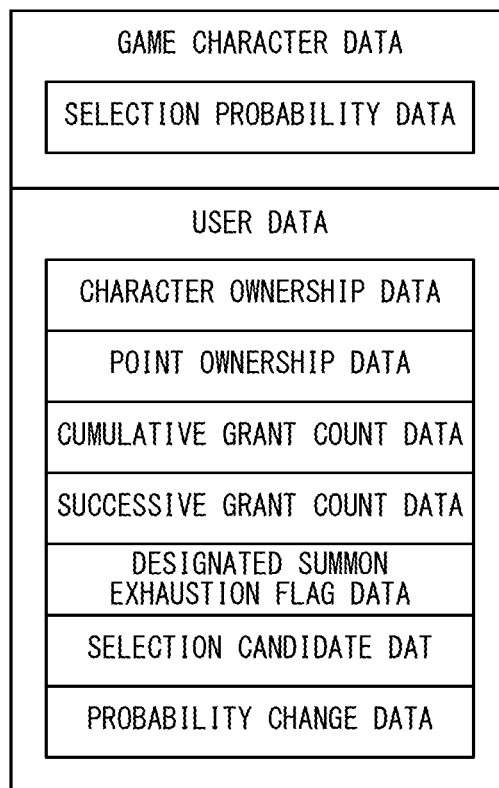 GAME CHARACTER DATA
SELECTION PROBABILITY DATA
USER DATA
CHARACTER OWNERSHIP DATA
POINT OWNERSHIP DATA
CUMULATIVE GRANT COUNT DATA
SUCCESSIVE GRANT COUNT DATA
DESIGNATED SUMMON
EXHAUSTION FLAG DATA
SELECTION CANDIDATE DAT
PROBABILITY CHANGE DATA